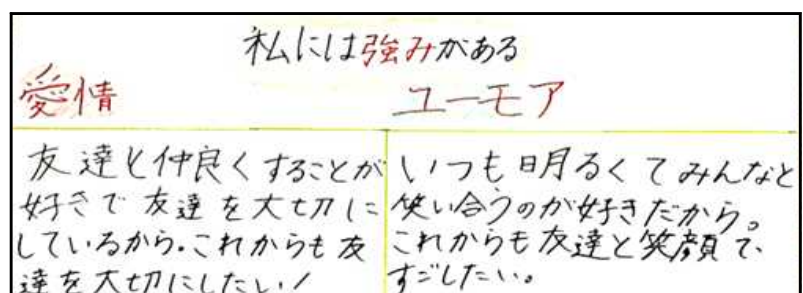 私には強みがある
愛情
ユーモア
友達と仲良くすることが
好きで友達を大切に
しているから。これからも友
達を大切にしたい!
いつも明るくてみんなと
笑い合うのが好きだから。
これからも友達と笑顔で、
すごしたい。